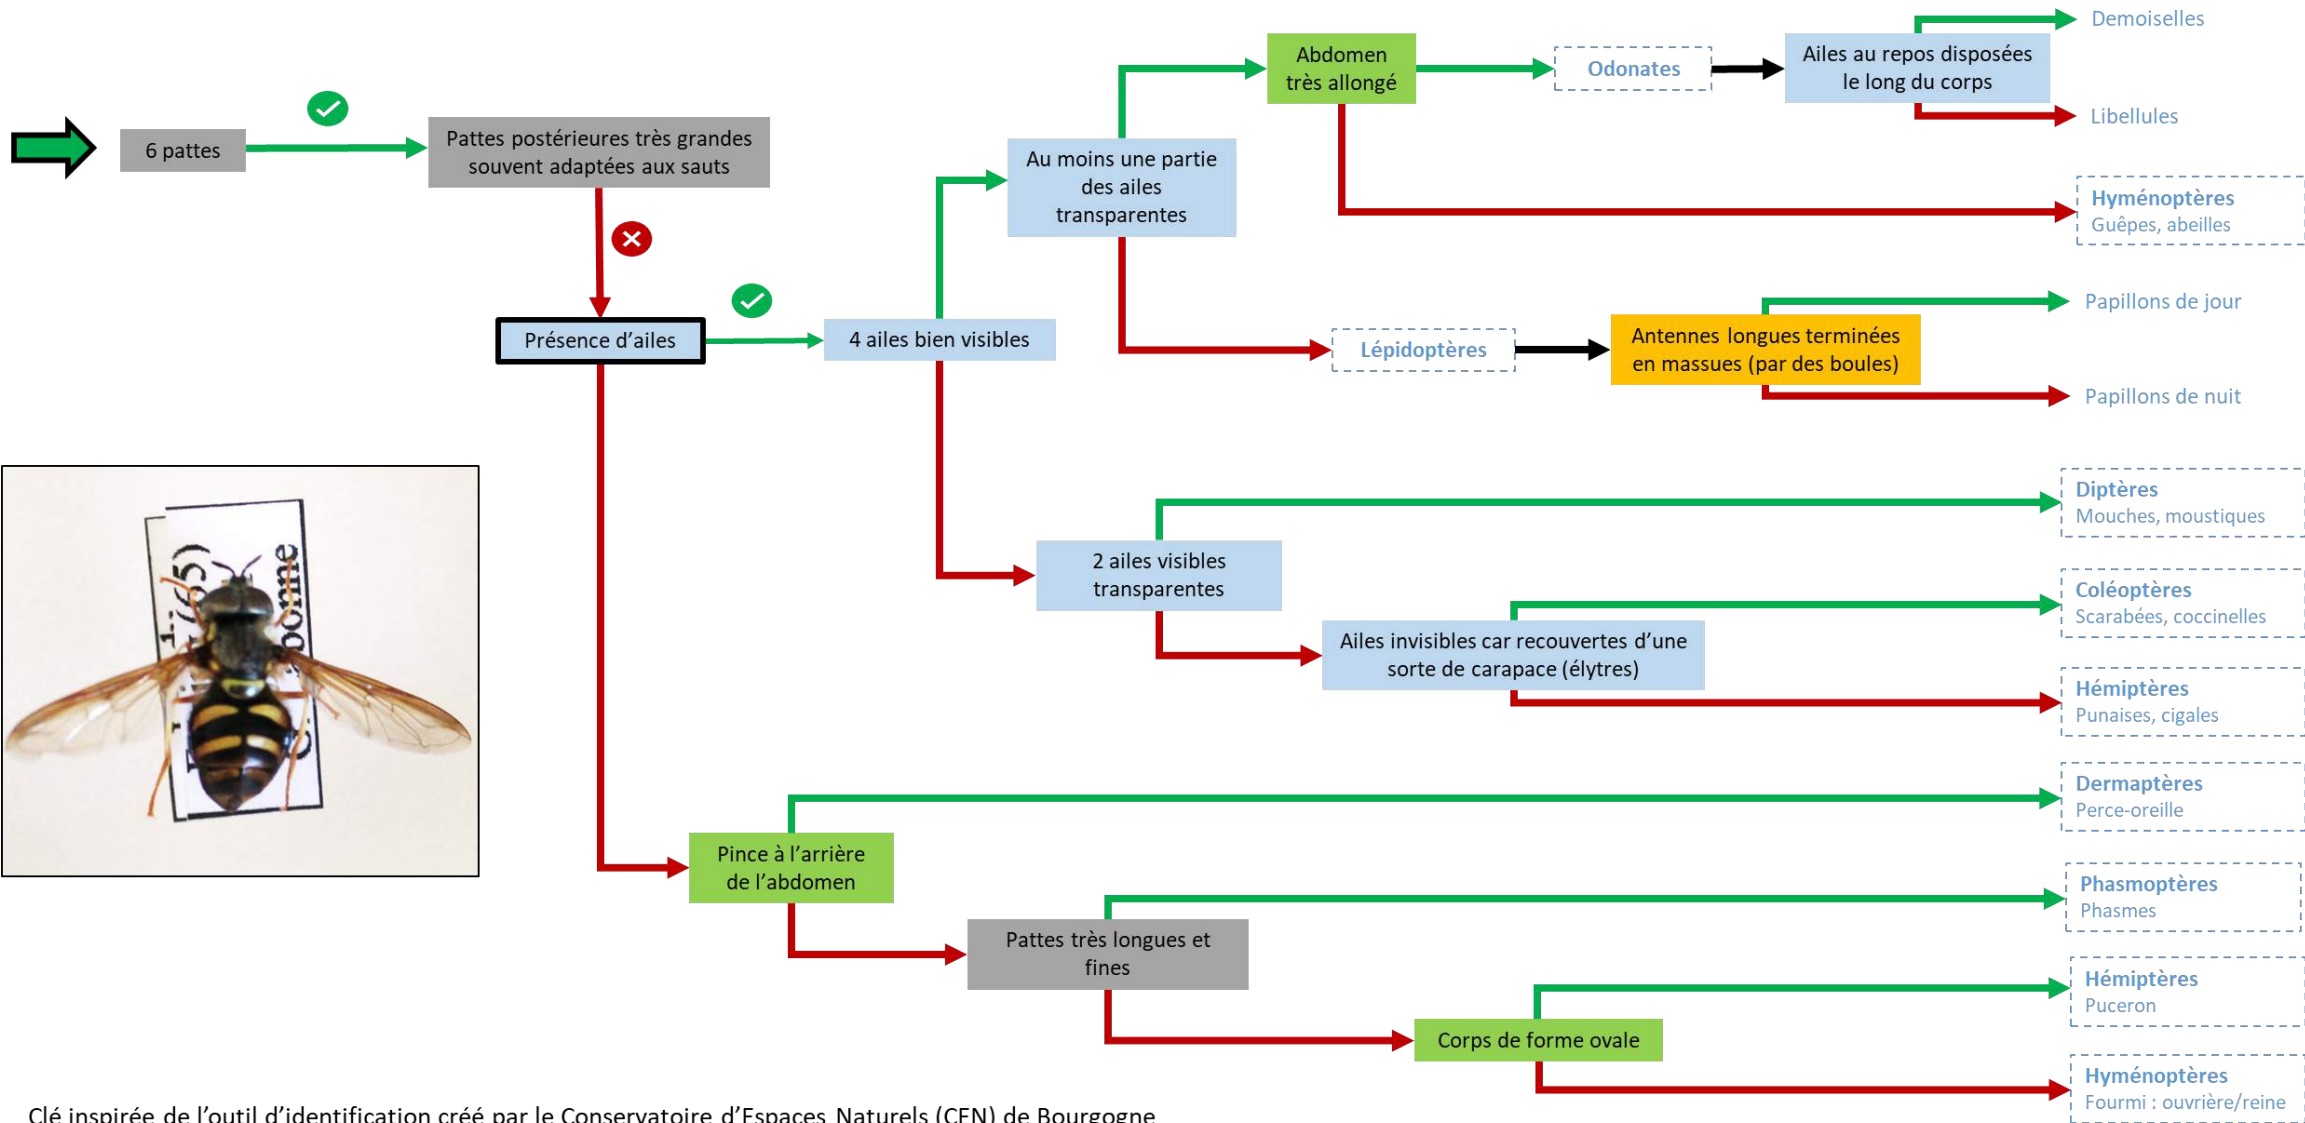 6 pattes
Pattes postérieures très grandes
souvent adaptées aux sauts
Présence d’ailes
4 ailes bien visibles
Au moins une partie
des ailes
transparentes
Abdomen
très allongé
Odonates
Ailes au repos disposées
le long du corps
Demoiselles
Libellules
Hyménoptères
Guêpes, abeilles
Lépidoptères
Antennes longues terminées
en massues (par des boules)
Papillons de jour
Papillons de nuit
2 ailes visibles
transparentes
Diptères
Mouches, moustiques
Ailes invisibles car recouvertes d’une
sorte de carapace (élytres)
Coléoptères
Scarabées, coccinelles
Hémiptères
Punaises, cigales
Pince à l’arrière
de l’abdomen
Dermaptères
Perce-oreille
Pattes très longues et
fines
Phasmoptères
Phasmes
Corps de forme ovale
Hémiptères
Puceron
Hyménoptères
Fourmi : ouvrière/reine
Clé inspirée de l’outil d’identification créé par le Conservatoire d’Espaces Naturels (CEN) de Bourgogne